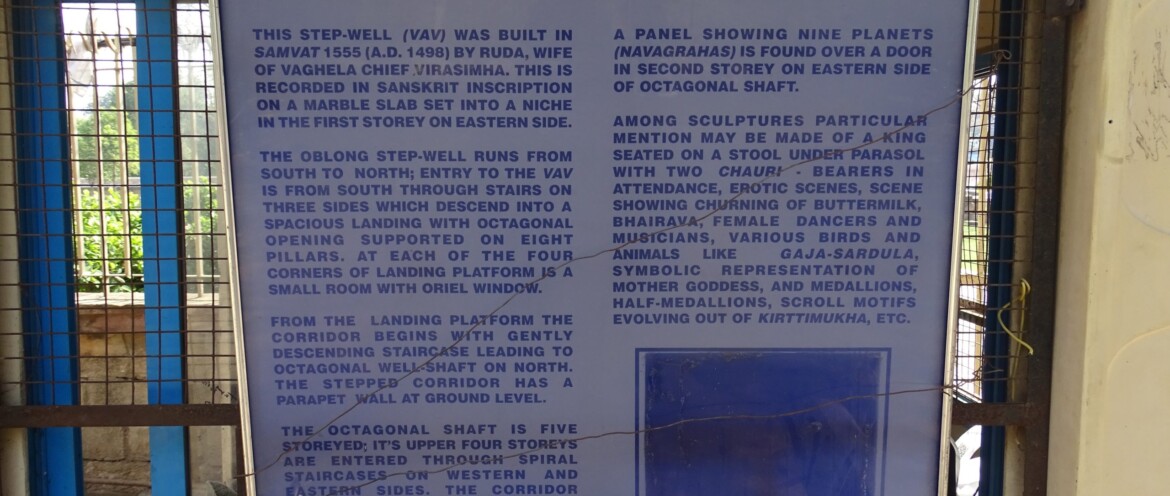 THIS STEP-WELL (VAV) WAS BUILT IN
SAMVAT 1555 (A.D. 1498) BY RUDA, WIFE
OF VAGHELA CHIEF VIRASIMHA. THIS IS
RECORDED IN SANSKRIT INSCRIPTION
ON A MARBLE SLAB SET INTO A NICHE
IN THE FIRST STOREY ON EASTERN SIDE.
THE OBLONG STEP-WELL RUNS FROM
SOUTH TO NORTH; ENTRY TO THE VAV
IS FROM SOUTH THROUGH STAIRS ON
THREE SIDES WHICH DESCEND INTO A
SPACIOUS LANDING WITH OCTAGONAL
OPENING SUPPORTED ON EIGHT
PILLARS. AT EACH OF THE FOUR
CORNERS OF LANDING PLATFORM IS A
SMALL ROOM WITH ORIEL WINDOW.
FROM THE LANDING PLATFORM THE
CORRIDOR BEGINS WITH GENTLY
DESCENDING STAIRCASE LEADING TO
OCTAGONAL WELL-SHAFT ON NORTH.
THE STEPPED CORRIDOR HAS A
PARAPET WALL AT GROUND LEVEL.
THE OCTAGONAL SHAFT IS FIVE
STOREYED; IT'S UPPER FOUR STOREYS
ARE ENTERED THROUGH SPIRAL
STAIRCASES ON WESTERN AND
EASTERN SIDES. THE CORRIDOR
A PANEL SHOWING NINE PLANETS
(NAVAGRAHAS) IS FOUND OVER A DOOR
IN SECOND STOREY ON EASTERN SIDE
OF OCTAGONAL SHAFT.
AMONG SCULPTURES PARTICULAR
MENTION MAY BE MADE OF A KING
SEATED ON A STOOL UNDER PARASOL
WITH TWO CHAURI - BEARERS IN
ATTENDANCE, EROTIC SCENES, SCENE
SHOWING CHURNING OF BUTTERMILK,
BHAIRAVA, FEMALE DANCERS AND
MUSICIANS, VARIOUS BIRDS AND
ANIMALS LIKE GAJA-SARDULA,
SYMBOLIC REPRESENTATION OF
MOTHER GODDESS, AND MEDALLIONS,
HALF-MEDALLIONS, SCROLL MOTIFS
EVOLVING OUT OF KIRTTIMUKHA, ETC.